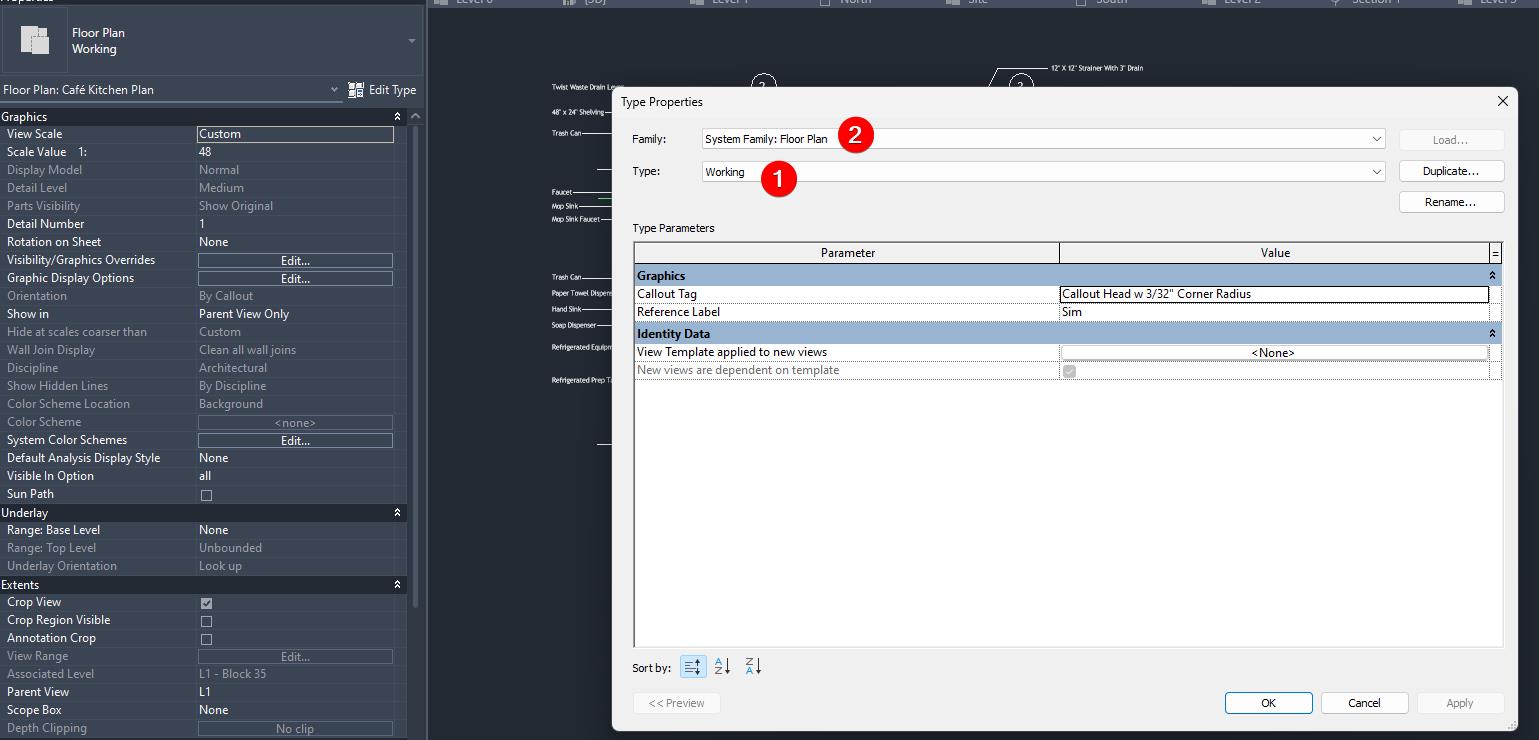 Floor Plan
Working
Floor Plan: Café Kitchen Plan
Edit Type
Graphics
View Scale Custom
Scale Value 1: 48
Display Model Normal
Detail Level Medium
Parts Visibility Show Original
Detail Number 1
Rotation on Sheet None
Visibility/Graphics Overrides Edit...
Graphic Display Options Edit...
Orientation By Callout
Show in Parent View Only
Hide at scales coarser than Custom
Wall Join Display Clean all wall joins
Discipline Architectural
Show Hidden Lines By Discipline
Color Scheme Location Background
Color Scheme <none>
System Color Schemes Edit...
Default Analysis Display Style None
Visible In Option all
Sun Path
Underlay
Range: Base Level None
Range: Top Level Unbounded
Underlay Orientation Look up
Extents
Crop View
Crop Region Visible
Annotation Crop
View Range Edit...
Associated Level L1 - Block 35
Parent View L1
Scope Box None
Depth Clipping No clip
12" X 12" Strainer With 3" Drain
Twist Waste Drain Lever
2
2
48" x 24" Shelving
Trash Can
Faucet
Mop Sink
Mop Sink Faucet
Trash Can
Paper Towel Dispens
Hand Sink
Soap Dispenser
Refrigerated Equipm
Refrigerated Prep Ta
Type Properties
Family: System Family: Floor Plan 2 Load...
Type: Working 1 Duplicate...
Rename...
Type Parameters
Parameter Value =
Graphics
Callout Tag Callout Head w 3/32" Corner Radius
Reference Label Sim
Identity Data
View Template applied to new views <None>
New views are dependent on template
Sort by:
<< Preview OK Cancel Apply